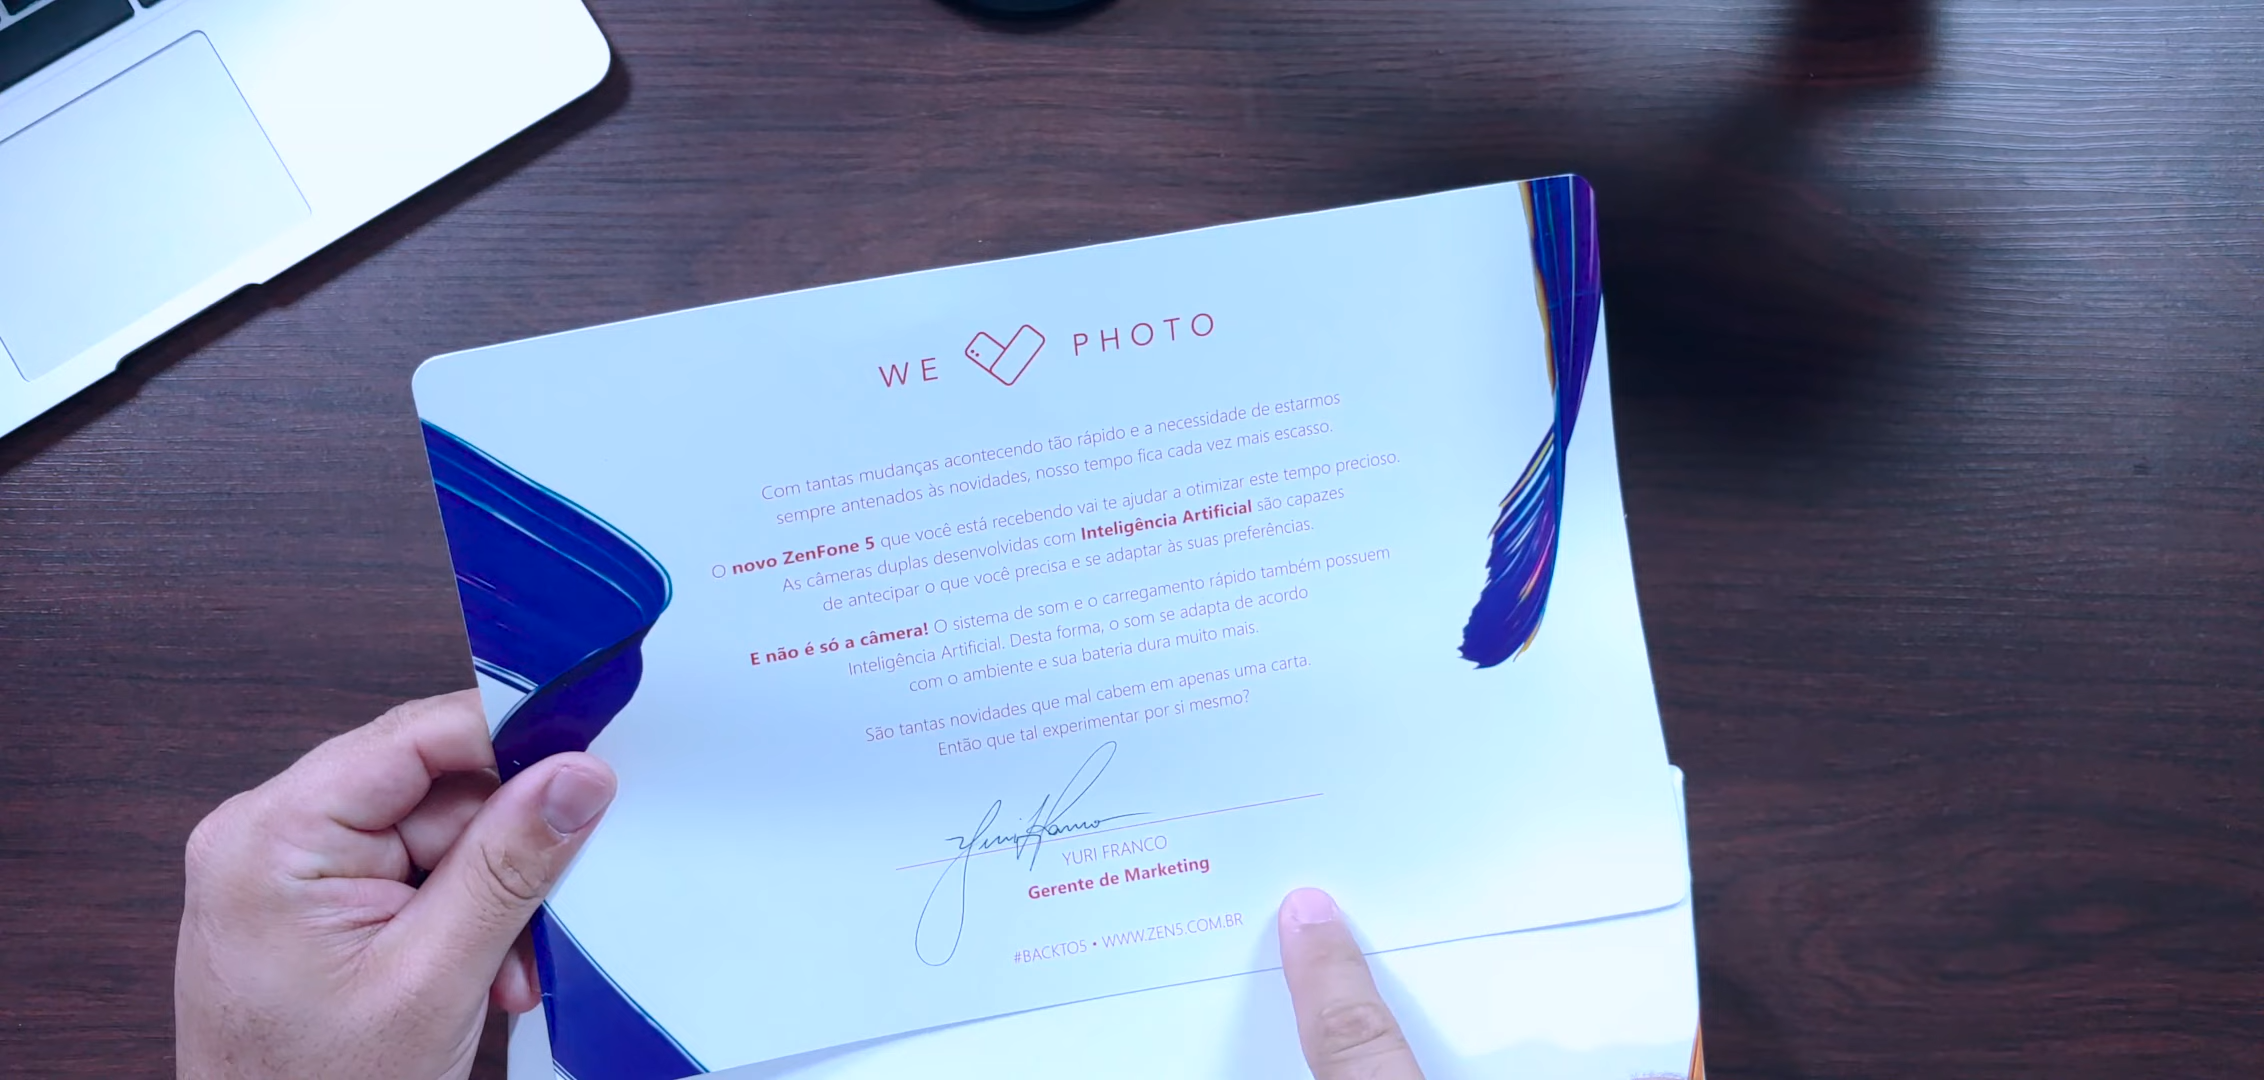 WE PHOTO
Com tantas mudanças acontecendo tão rápido e a necessidade de estarmos
sempre antenados às novidades, nosso tempo fica cada vez mais escasso.
O novo ZenFone 5 que você está recebendo vai te ajudar a otimizar este tempo precioso.
As câmeras duplas desenvolvidas com Inteligência Artificial são capazes
de antecipar o que você precisa e se adaptar às suas preferências.
E não é só a câmera! O sistema de som e o carregamento rápido também possuem
Inteligência Artificial. Desta forma, o som se adapta de acordo
com o ambiente e sua bateria dura muito mais.
São tantas novidades que mal cabem em apenas uma carta.
Então que tal experimentar por si mesmo?
Yuri Franco
YURI FRANCO
Gerente de Marketing
#BACKTO5 • WWW.ZEN5.COM.BR